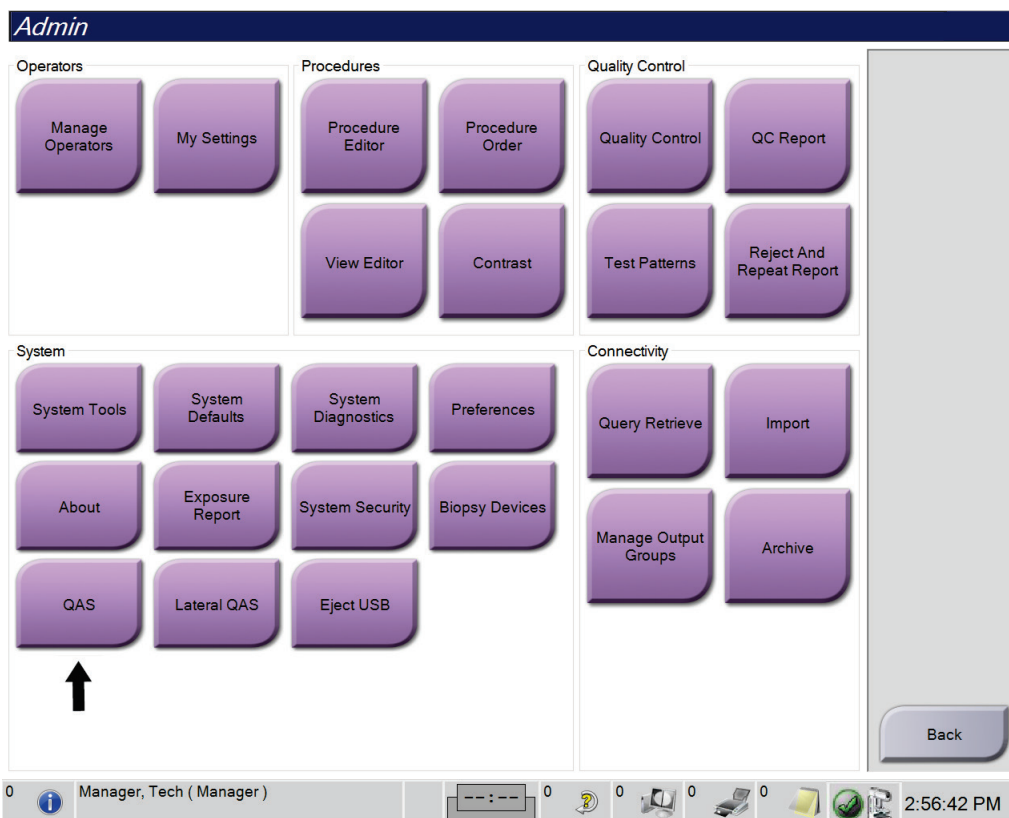 Admin
Operators
Manage
Operators
My Settings
Procedures
Procedure
Editor
Procedure
Order
View Editor
Contrast
Quality Control
Quality Control
QC Report
Test Patterns
Reject And
Repeat Report
System
System Tools
System
Defaults
System
Diagnostics
Preferences
About
Exposure
Report
System Security
Biopsy Devices
QAS
Lateral QAS
Eject USB
Connectivity
Query Retrieve
Import
Manage Output
Groups
Archive
Back
0 Manager, Tech ( Manager ) --:-- 0 0 0 0 2:56:42 PM